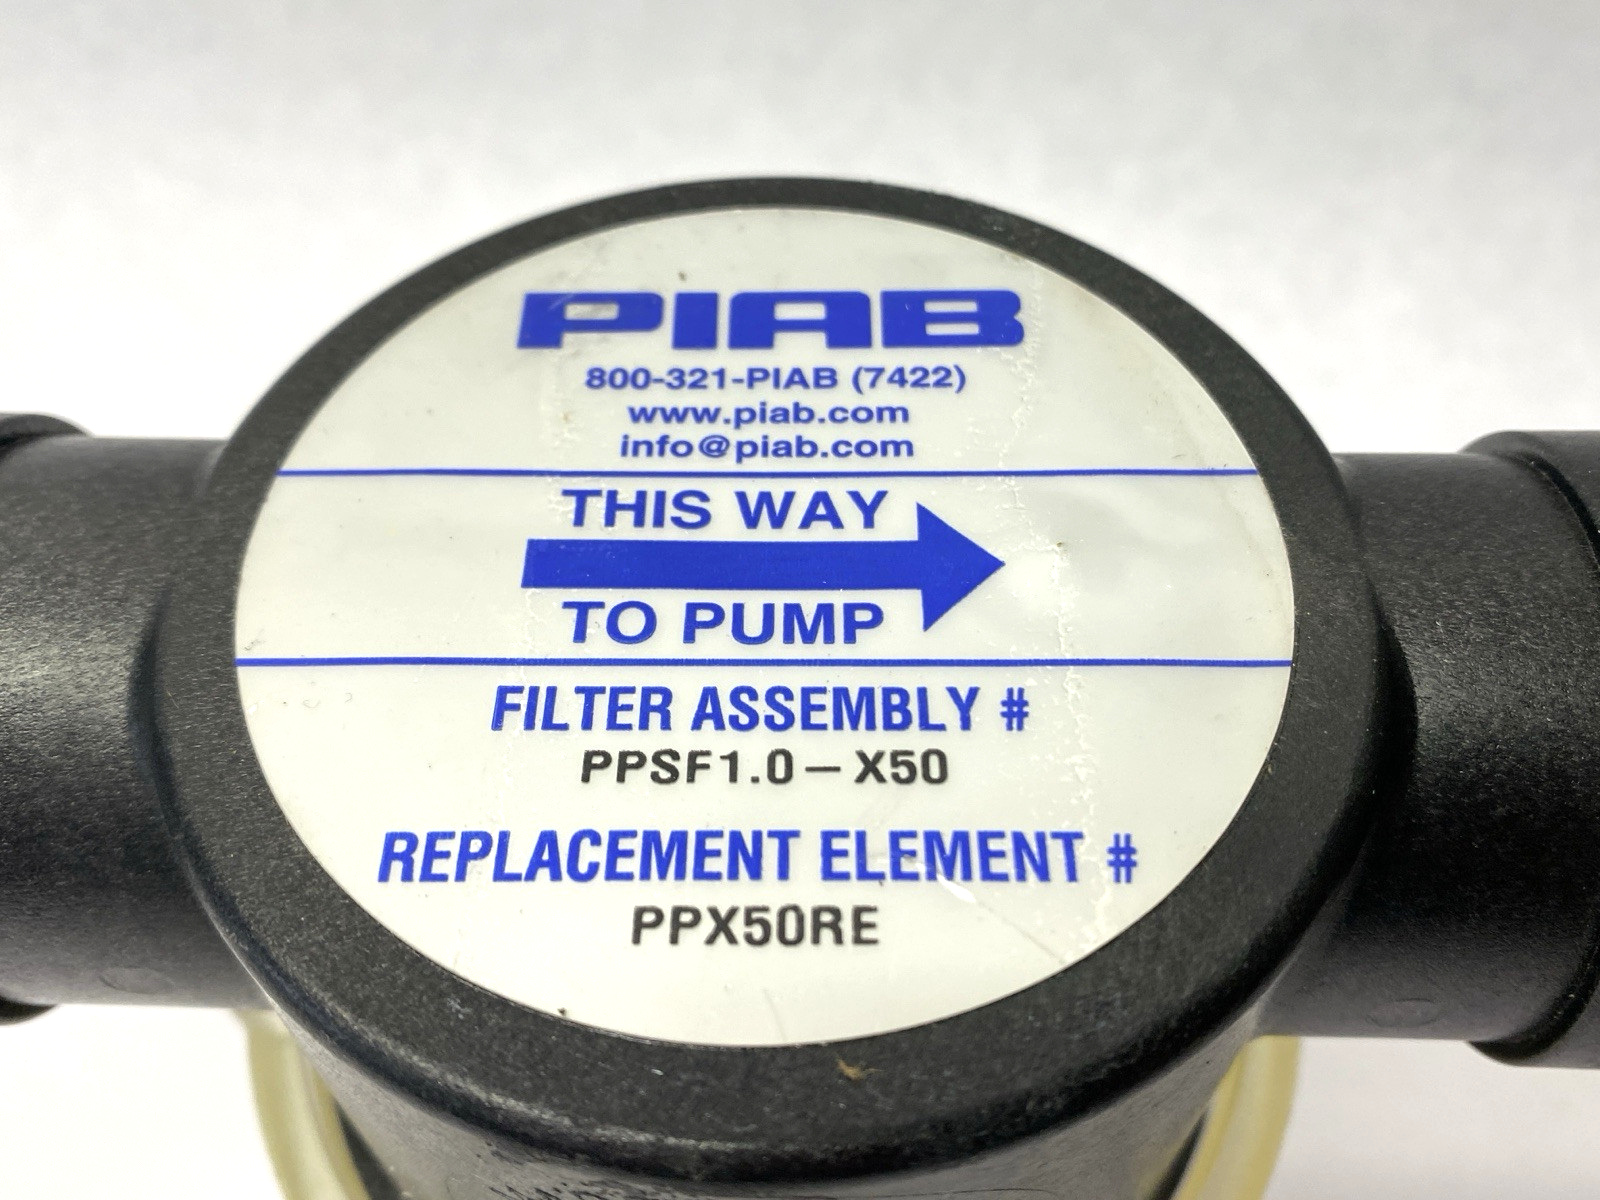 PIAB
800-321-PIAB (7422)
www.piab.com
info@piab.com
THIS WAY
TO PUMP
FILTER ASSEMBLY #
PPSF1.0-X50
REPLACEMENT ELEMENT #
PPX50RE